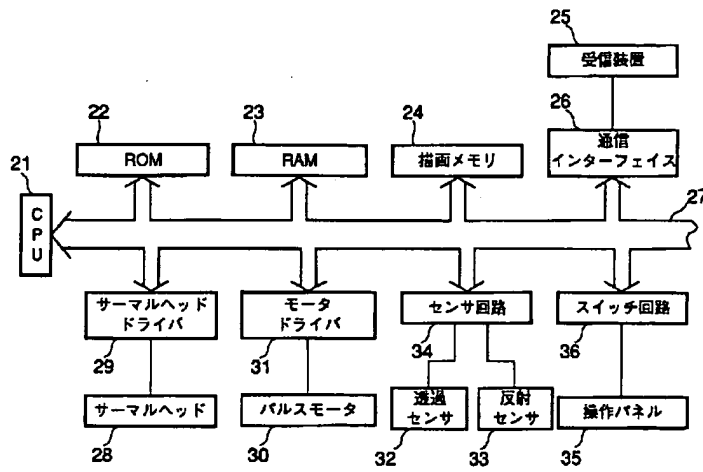 25
受信装置
22
23
24
26
ROM
RAM
描画メモリ
通信
インターフェイス
21
CPU
27
サーマルヘッド
ドライバ
モータ
ドライバ
センサ回路
スイッチ回路
29
31
34
36
サーマルヘッド
パルスモータ
透過
センサ
反射
センサ
操作パネル
28
30
32
33
35